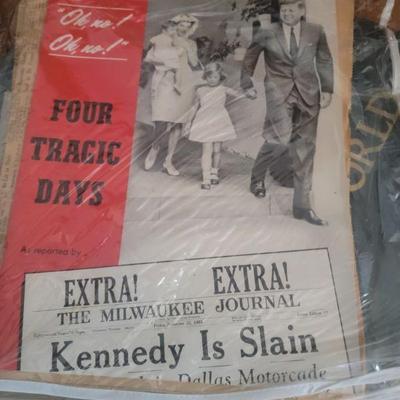 "Oh, no!
Oh, no!"
FOUR
TRAGIC
DAYS
As reported by
EXTRA! EXTRA!
THE MILWAUKEE JOURNAL
Kennedy Is Slain
Dallas Motorcade
ORLD